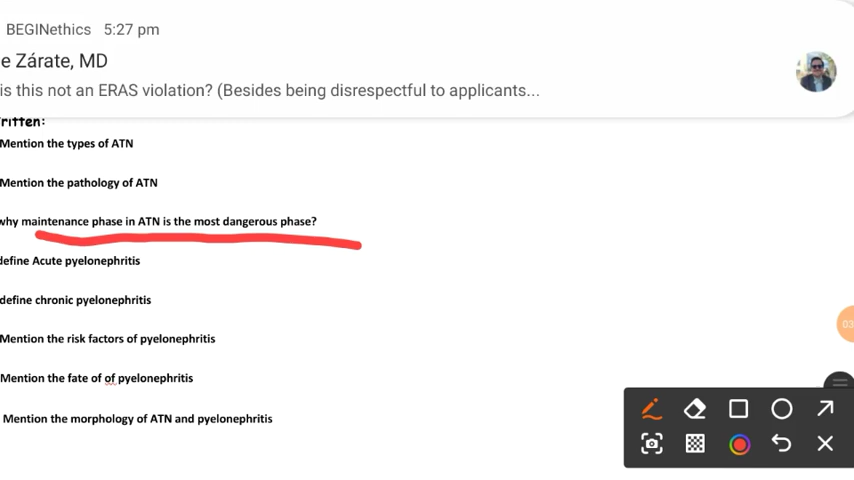 BEGINethics 5:27 pm
e Zárate, MD
is this not an ERAS violation? (Besides being disrespectful to applicants...
ritten:
Mention the types of ATN
Mention the pathology of ATN
why maintenance phase in ATN is the most dangerous phase?
define Acute pyelonephritis
define chronic pyelonephritis
Mention the risk factors of pyelonephritis
Mention the fate of of pyelonephritis
Mention the morphology of ATN and pyelonephritis
03